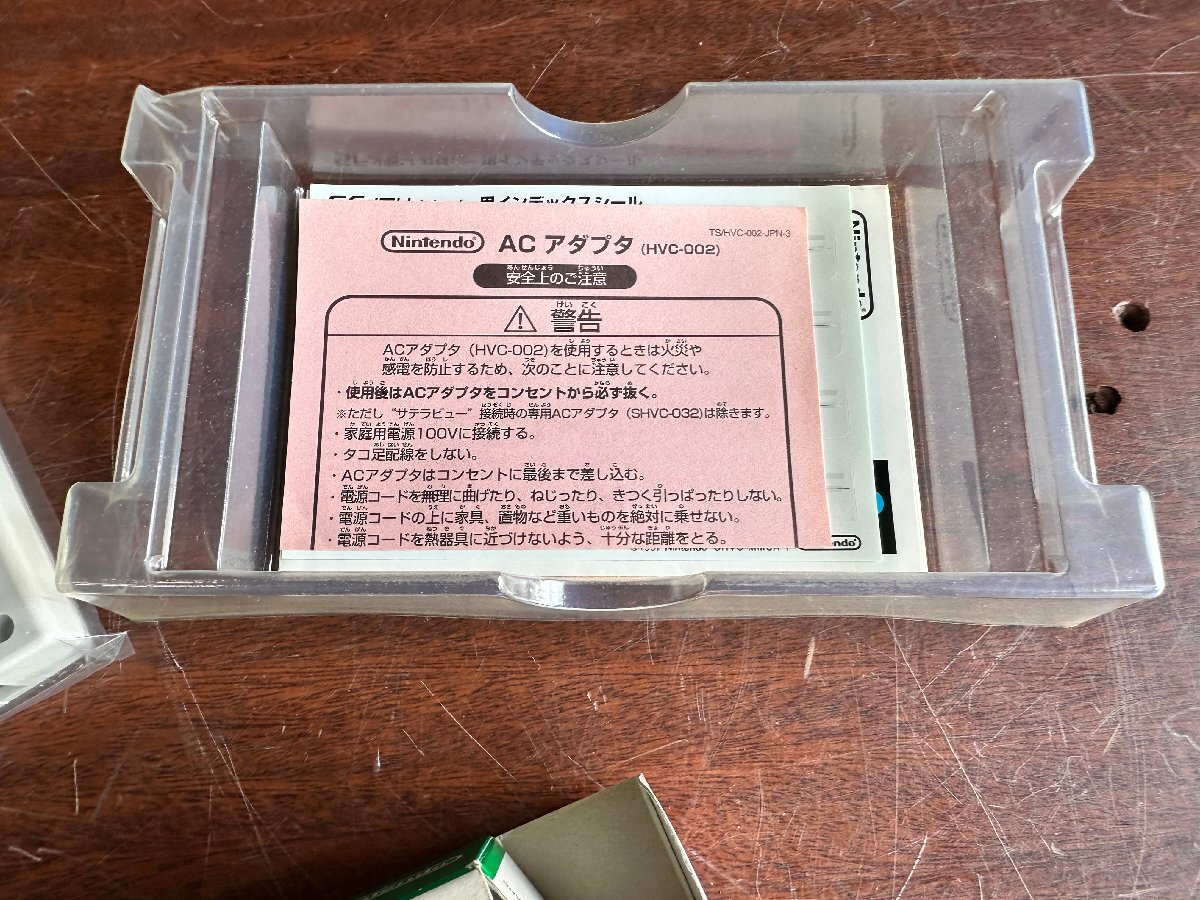 用インデックスシール
TS/HVC-002-JPN-3
Nintendo ACアダプタ (HVC-002)
安全上のご注意
警告
ACアダプタ(HVC-002)を使用するときは火災や
感電を防止するため、次のことに注意してください。
・使用後はACアダプタをコンセントから必ず抜く。
※ただし"サテラビュー"接続時の専用ACアダプタ(SHVC-032)は除きます。
・家庭用電源100Vに接続する。
・タコ足配線をしない。
・ACアダプタはコンセントに最後まで差し込む。
・電源コードを無理に曲げたり、ねじったり、きつく引っぱったりしない。
・電源コードの上に家具、置物など重いものを絶対に乗せない。
・電源コードを熱器具に近づけないよう、十分な距離をとる。